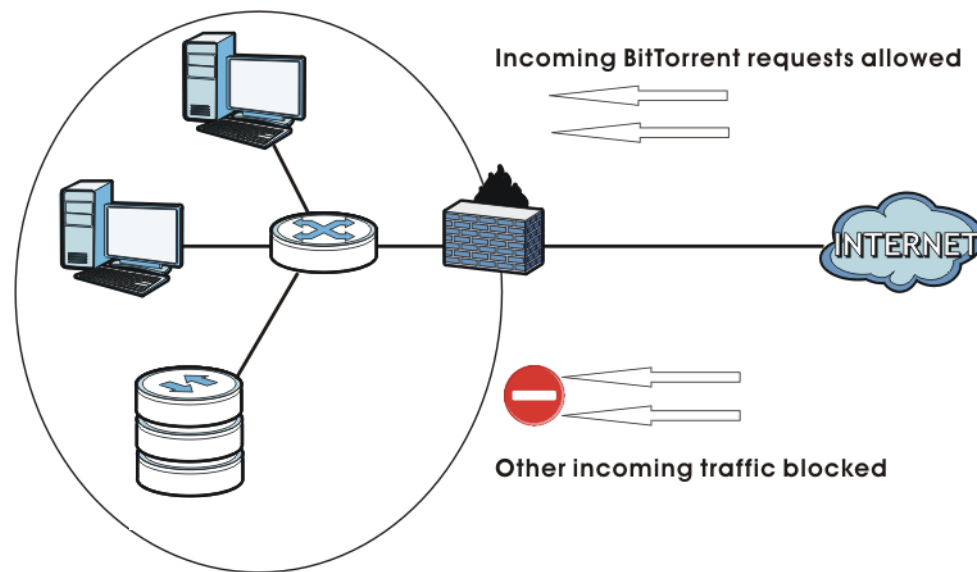 Incoming BitTorrent requests allowed
INTERNET
Other incoming traffic blocked